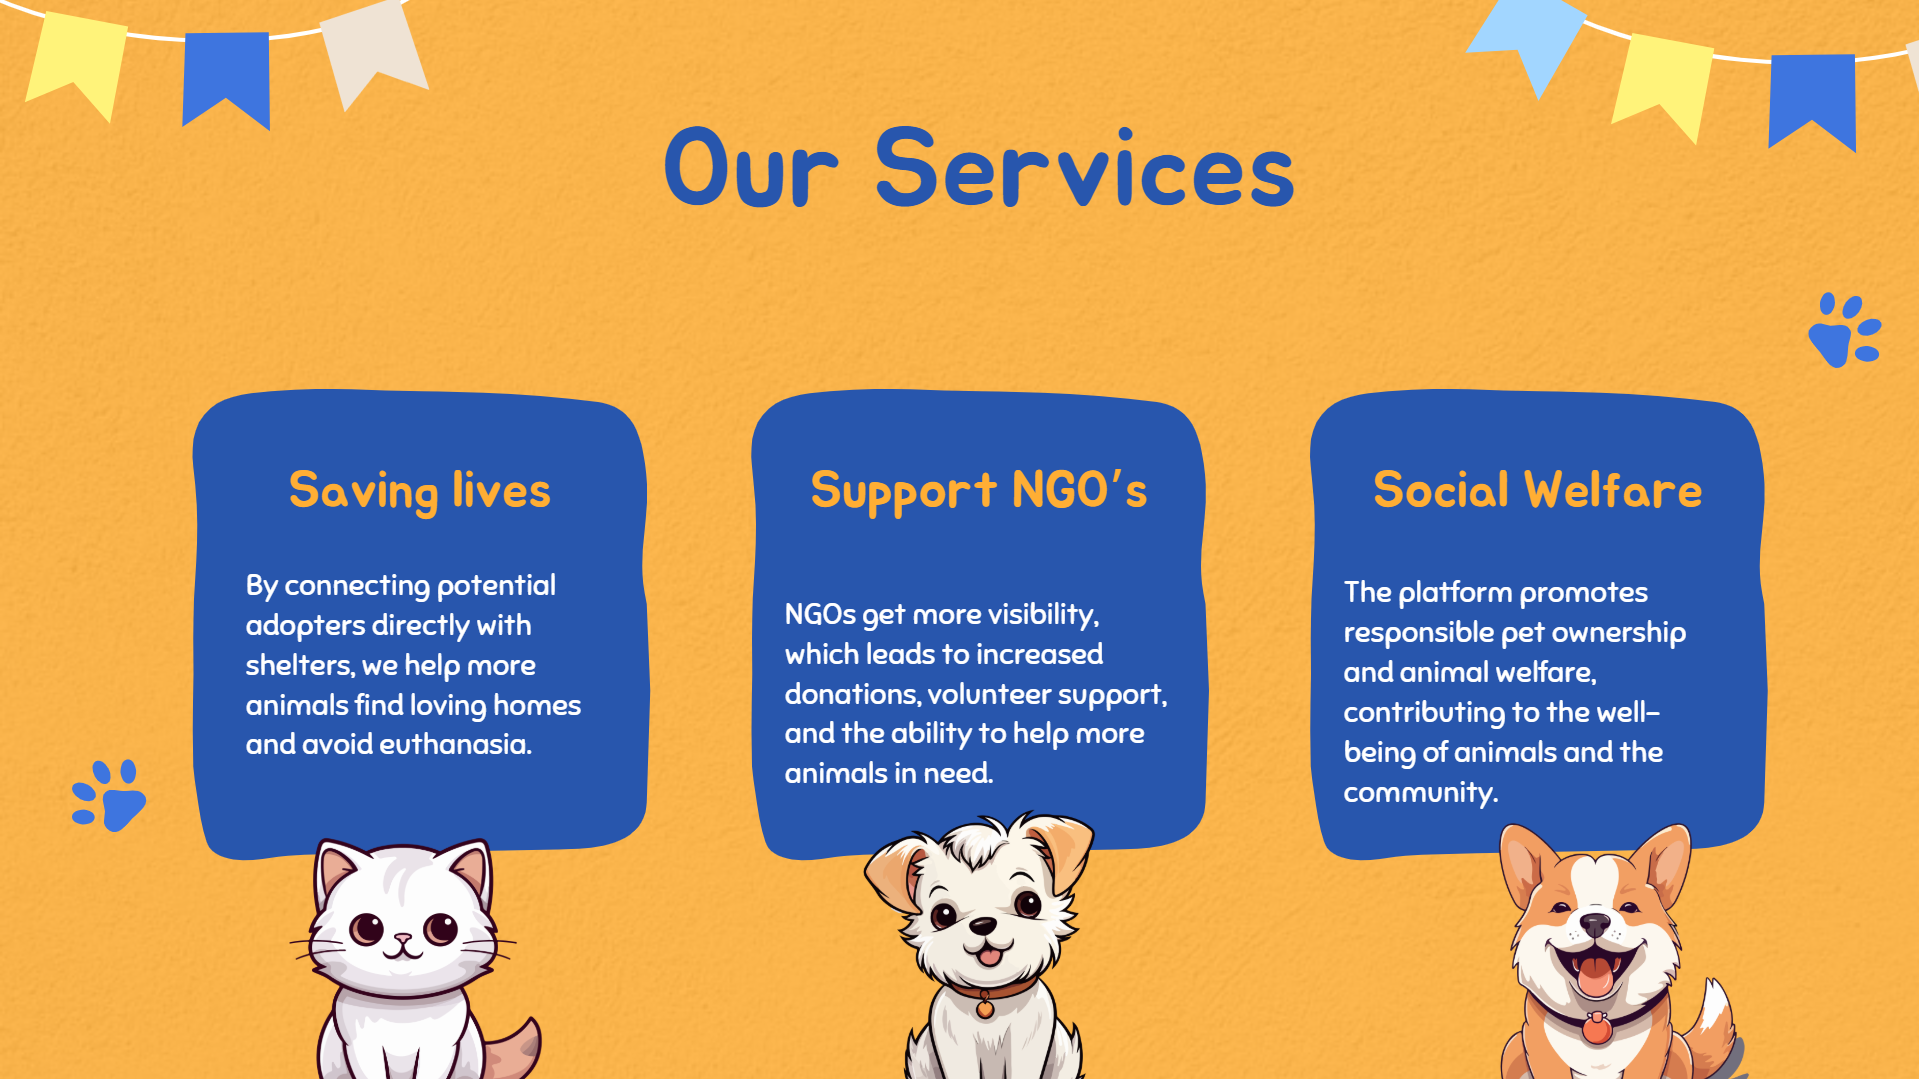 Our Services
Saving lives
By connecting potential
adopters directly with
shelters, we help more
animals find loving homes
and avoid euthanasia.
Support NGO's
NGOs get more visibility,
which leads to increased
donations, volunteer support,
and the ability to help more
animals in need.
Social Welfare
The platform promotes
responsible pet ownership
and animal welfare,
contributing to the well-
being of animals and the
community.